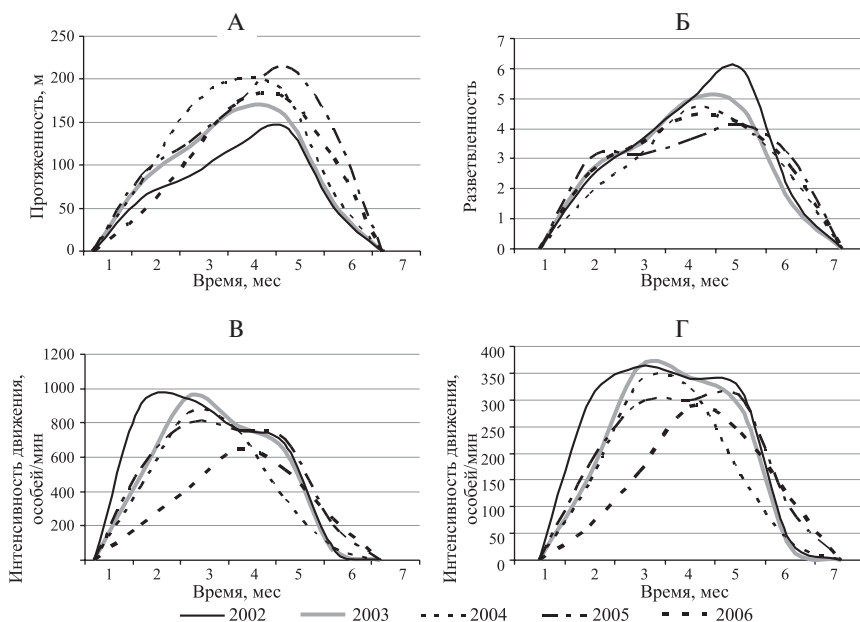 А
Протяженность, м
250
200
150
100
50
0
1 2 3 4 5 6 7
Время, мес
Б
Разветвленность
7
6
5
4
3
2
1
0
1 2 3 4 5 6 7
Время, мес
В
Интенсивность движения,
особей/мин
1200
1000
800
600
400
200
1 2 3 4 5 6 7
Время, мес
Г
Интенсивность движения,
особей/мин
400
350
300
250
200
150
100
50
0
1 2 3 4 5 6 7
Время, мес
2002 2003 2004 2005 2006